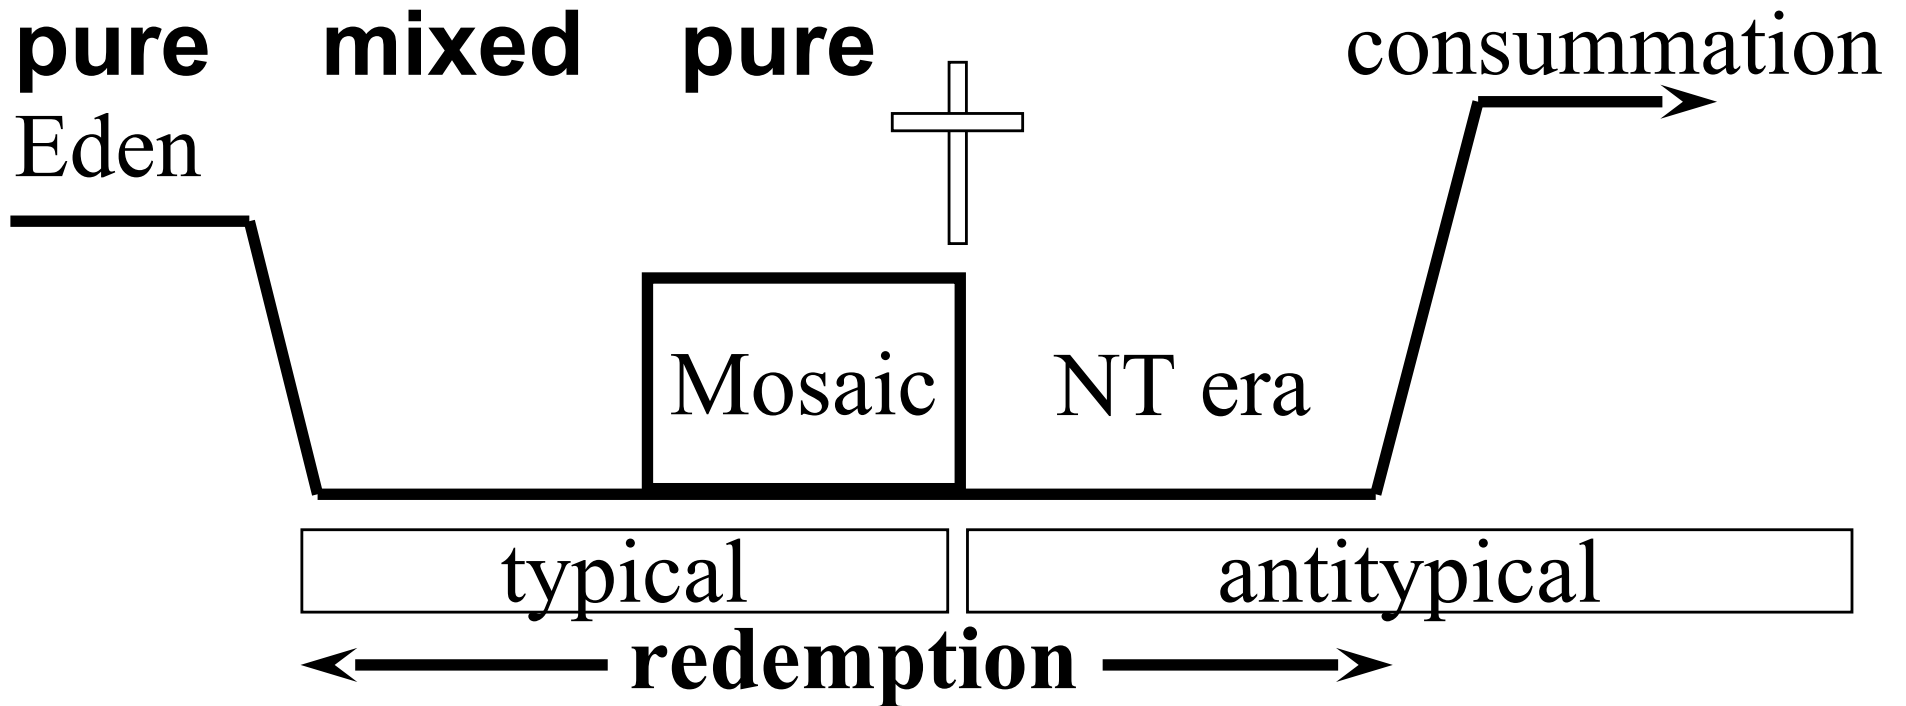 pure mixed pure
consummation
Eden
Mosaic
NT era
typical
antitypical
redemption